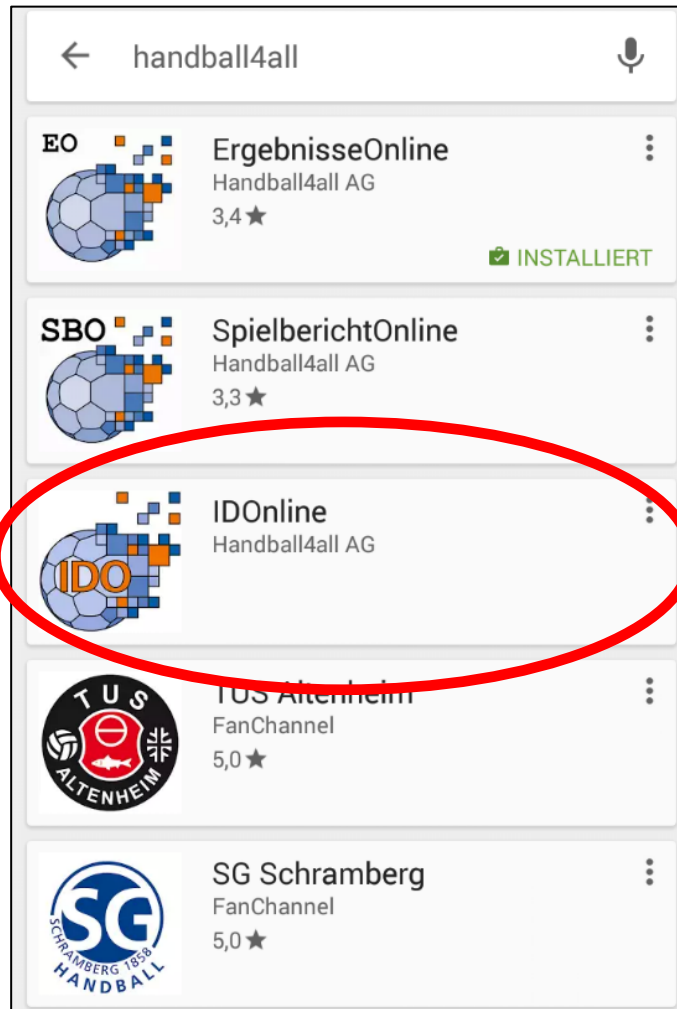 handball4all
EO
ErgebnisseOnline
Handball4all AG
3,4★
INSTALLIERT
SBO
SpielberichtOnline
Handball4all AG
3,3★
IDO
IDOnline
Handball4all AG
TUS
ALTENHEIM
TUS Altenheim
FanChannel
5,0★
SG
SCHRAMBERG 1858
HANDBALL
SG Schramberg
FanChannel
5,0★